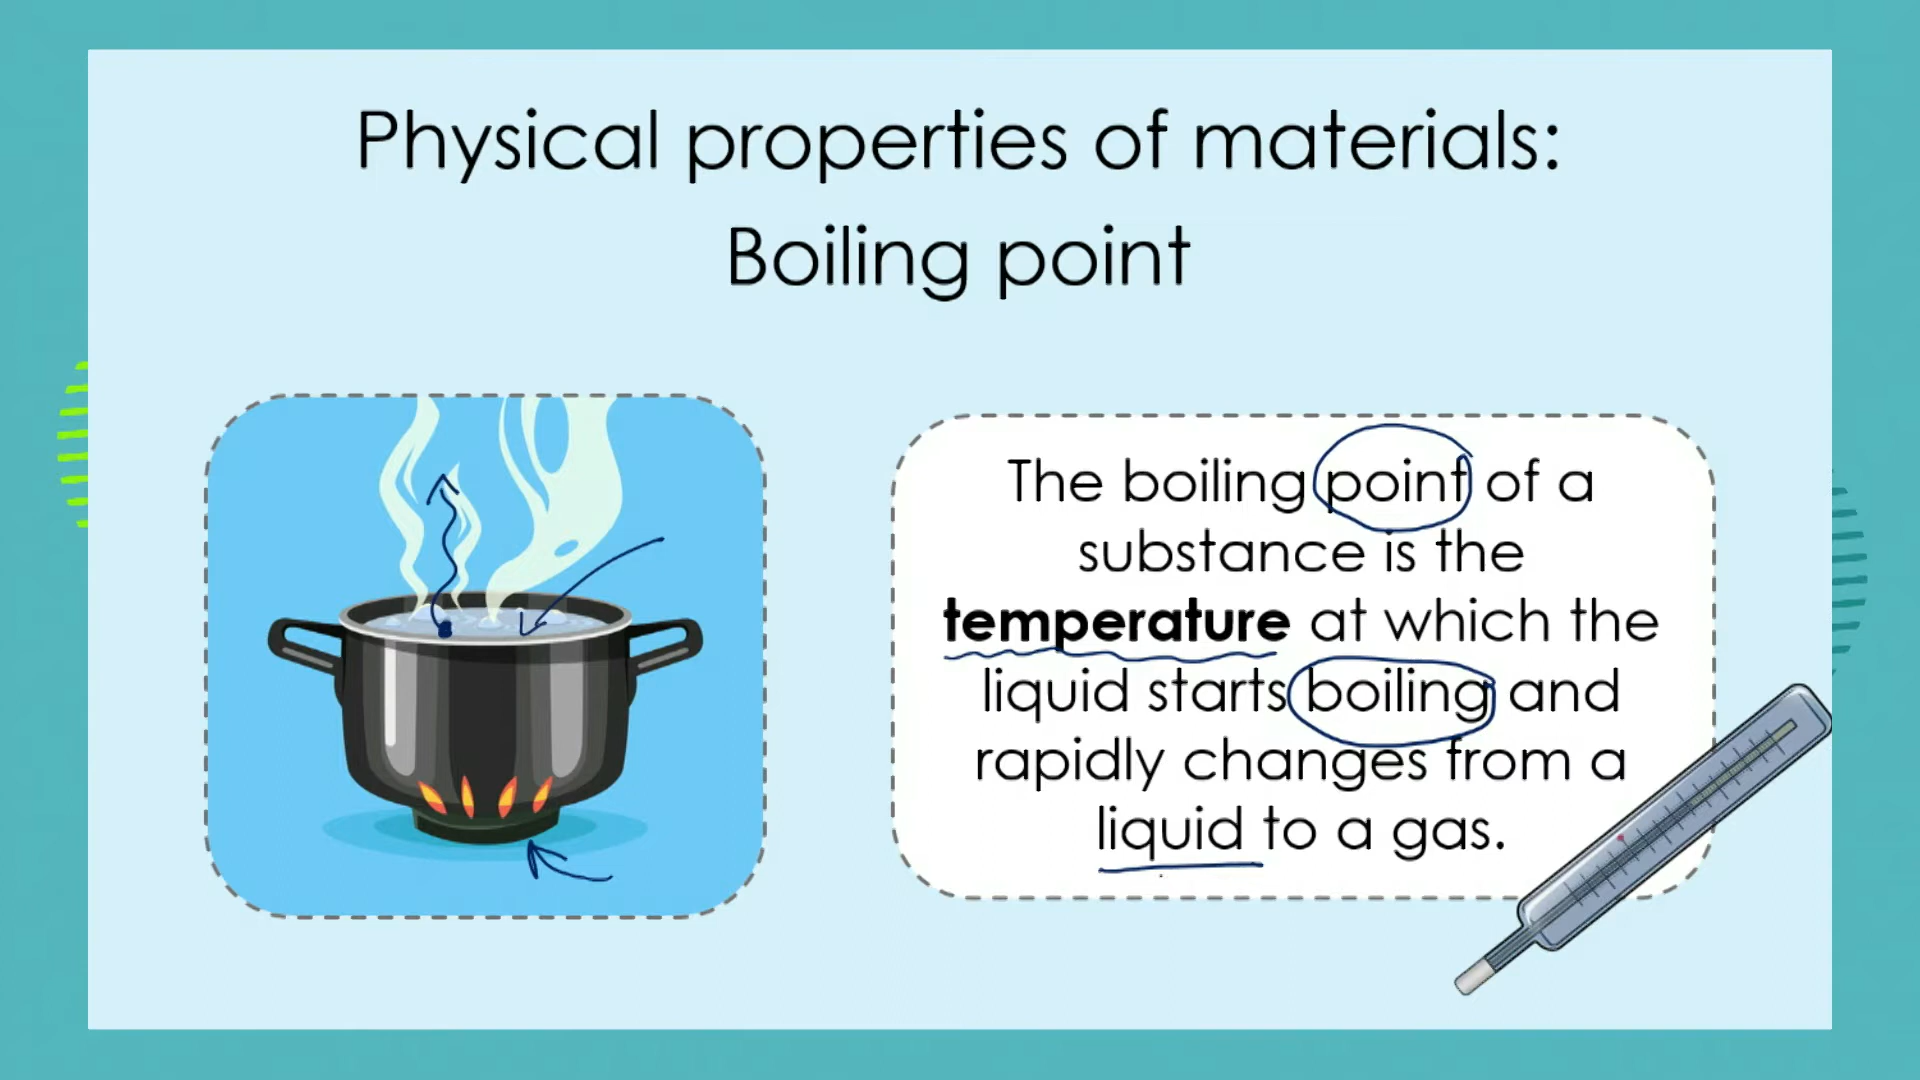 Physical properties of materials:
Boiling point
The boiling point of a
substance is the
temperature at which the
liquid starts boiling and
rapidly changes from a
liquid to a gas.